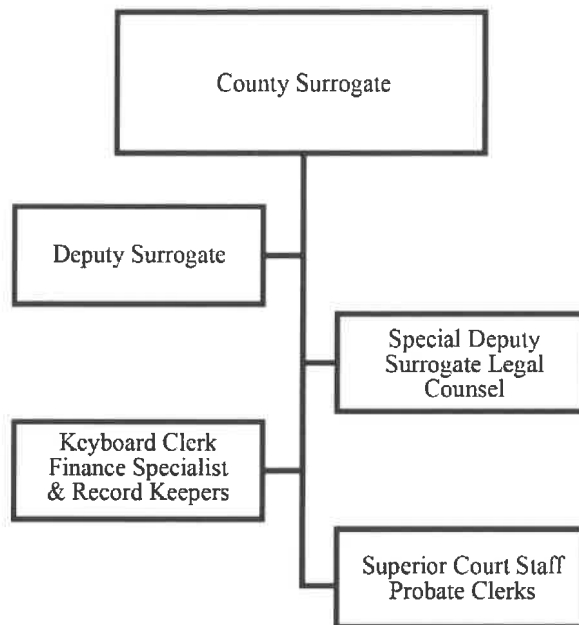 County Surrogate
Deputy Surrogate
Special Deputy
Surrogate Legal
Counsel
Keyboard Clerk
Finance Specialist
& Record Keepers
Superior Court Staff
Probate Clerks